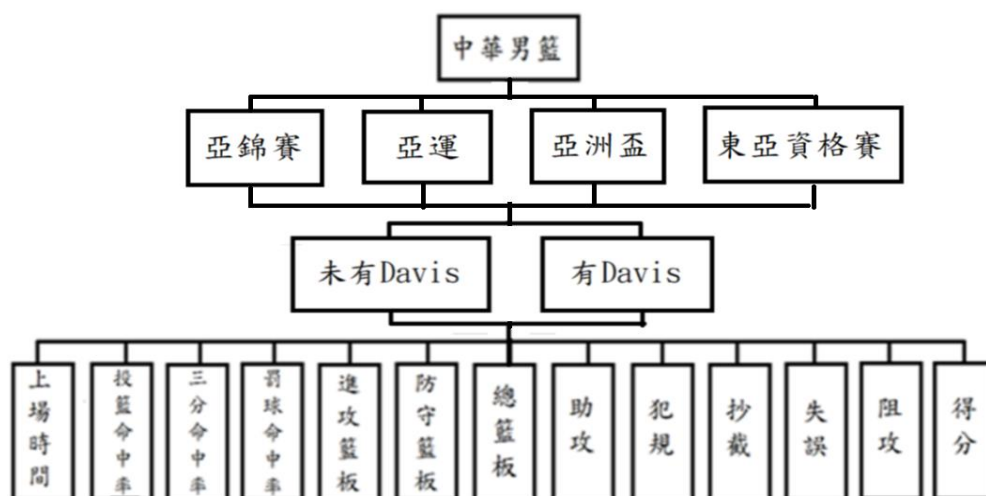 中華男籃
亞錦賽
亞運
亞洲盃
東亞資格賽
未有Davis
有Davis
上場時間
投籃命中率
三分命中率
罰球命中率
進攻籃板
防守籃板
總籃板
助攻
犯規
抄截
失誤
阻攻
得分